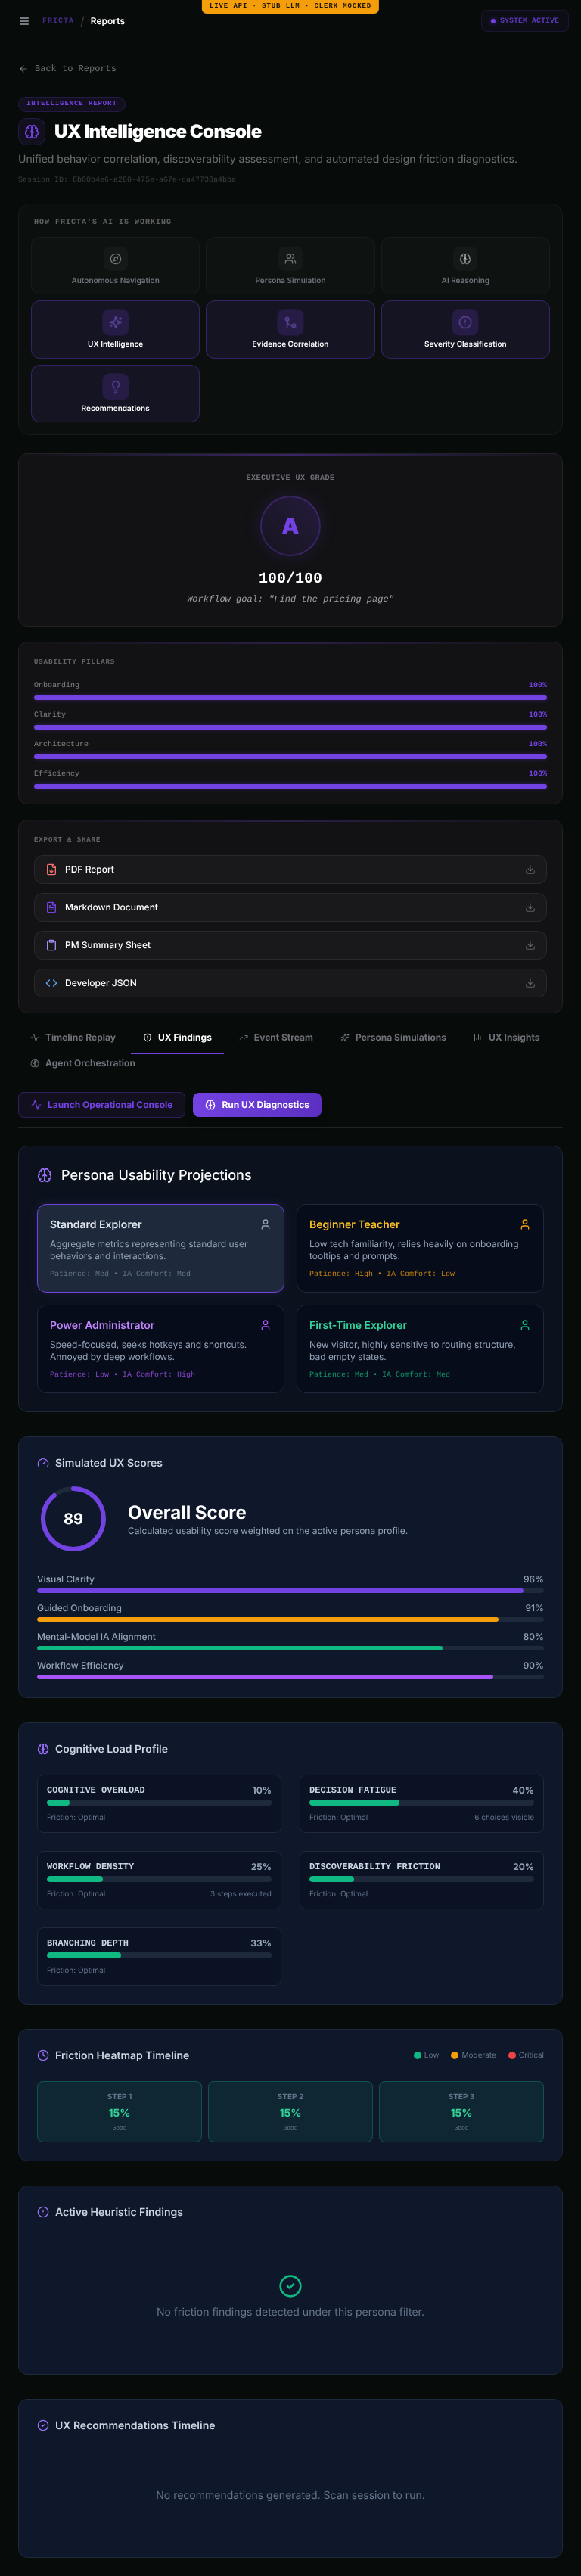 LIVE API · STUB LLM · CLERK MOCKED
FRICTA / Reports
SYSTEM ACTIVE
Back to Reports
INTELLIGENCE REPORT
UX Intelligence Console
Unified behavior correlation, discoverability assessment, and automated design friction diagnostics.
HOW FRICTA'S AI IS WORKING
Autonomous Navigation
Persona Simulation
AI Reasoning
UX Intelligence
Evidence Correlation
Severity Classification
Recommendations
EXECUTIVE UX GRADE
A
100/100
Workflow goal: "Find the pricing page"
USABILITY PILLARS
Onboarding 100%
Clarity 100%
Architecture 100%
Efficiency 100%
EXPORT & SHARE
PDF Report
Markdown Document
PM Summary Sheet
Developer JSON
Timeline Replay
UX Findings
Event Stream
Persona Simulations
UX Insights
Agent Orchestration
Launch Operational Console
Run UX Diagnostics
Persona Usability Projections
Standard Explorer
Aggregate metrics representing standard user
behaviors and interactions.
Patience: Med • IA Comfort: Med
Beginner Teacher
Low tech familiarity, relies heavily on onboarding
tooltips and prompts.
Patience: High • IA Comfort: Low
Power Administrator
Speed-focused, seeks hotkeys and shortcuts.
Annoyed by deep workflows.
Patience: Low • IA Comfort: High
First-Time Explorer
New visitor, highly sensitive to routing structure,
bad empty states.
Patience: Med • IA Comfort: Med
Simulated UX Scores
89
Overall Score
Calculated usability score weighted on the active persona profile.
Visual Clarity 96%
Guided Onboarding 91%
Mental-Model IA Alignment 80%
Workflow Efficiency 90%
Cognitive Load Profile
COGNITIVE OVERLOAD 10%
Friction: Optimal
DECISION FATIGUE 40%
Friction: Optimal 6 choices visible
WORKFLOW DENSITY 25%
Friction: Optimal 3 steps executed
DISCOVERABILITY FRICTION 20%
Friction: Optimal
BRANCHING DEPTH 33%
Friction: Optimal
Friction Heatmap Timeline
Low Moderate Critical
STEP 1
15%
Good
STEP 2
15%
Good
STEP 3
15%
Good
Active Heuristic Findings
No friction findings detected under this persona filter.
UX Recommendations Timeline
No recommendations generated. Scan session to run.